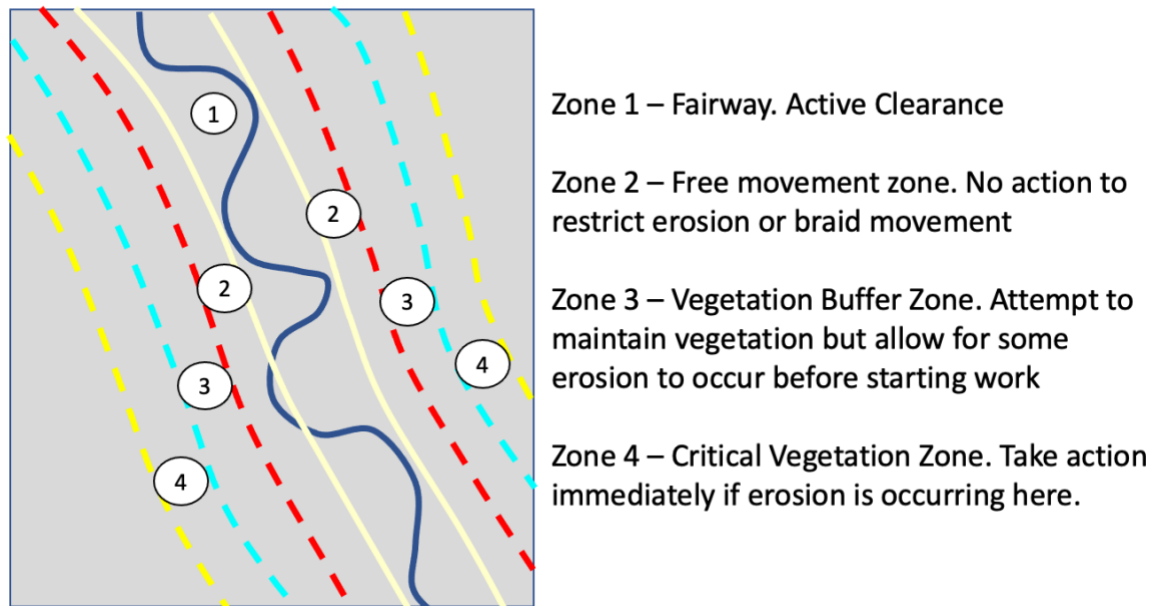 1
2
2
3
3
4
4
Zone 1 – Fairway. Active Clearance
Zone 2 – Free movement zone. No action to
restrict erosion or braid movement
Zone 3 – Vegetation Buffer Zone. Attempt to
maintain vegetation but allow for some
erosion to occur before starting work
Zone 4 – Critical Vegetation Zone. Take action
immediately if erosion is occurring here.